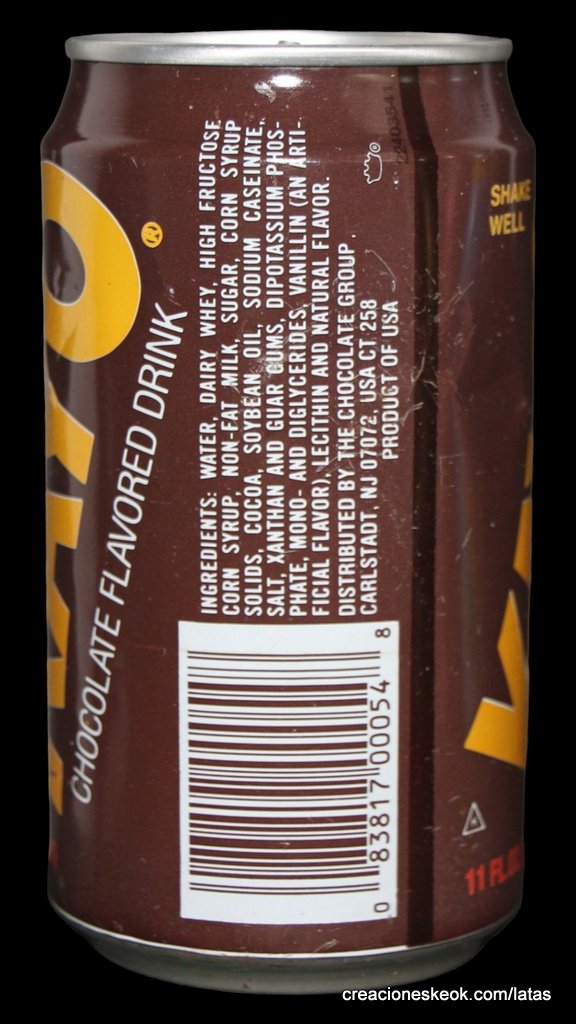 YO®
CHOCOLATE FLAVORED DRINK
INGREDIENTS: WATER, DAIRY WHEY, HIGH FRUCTOSE
CORN SYRUP, NON-FAT MILK, SUGAR, CORN SYRUP
SOLIDS, COCOA, SOYBEAN OIL, SODIUM CASEINATE,
SALT, XANTHAN AND GUAR GUMS, DIPOTASSIUM PHOS-
PHATE, MONO- AND DIGLYCERIDES, VANILLIN (AN ARTI-
FICIAL FLAVOR), LECITHIN AND NATURAL FLAVOR.
DISTRIBUTED BY THE CHOCOLATE GROUP
CARLSTADT, NJ 07072, USA CT 258
PRODUCT OF USA
0 83817 00054 8
SHAKE
WELL
11 FL.
creacioneskeok.com/latas